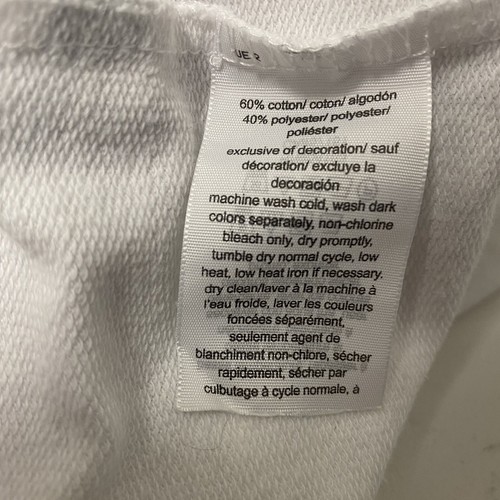 60% cotton/ coton/ algodón
40% polyester/ polyester/
poliéster
exclusive of decoration/ sauf
décoration/ excluye la
decoración
machine wash cold, wash dark
colors separately, non-chlorine
bleach only, dry promptly,
tumble dry normal cycle, low
heat, low heat iron if necessary.
dry clean/laver à la machine à
l'eau froide, laver les couleurs
foncées séparément,
seulement agent de
blanchiment non-chlore, sécher
rapidement, sécher par
culbutage à cycle normale, à